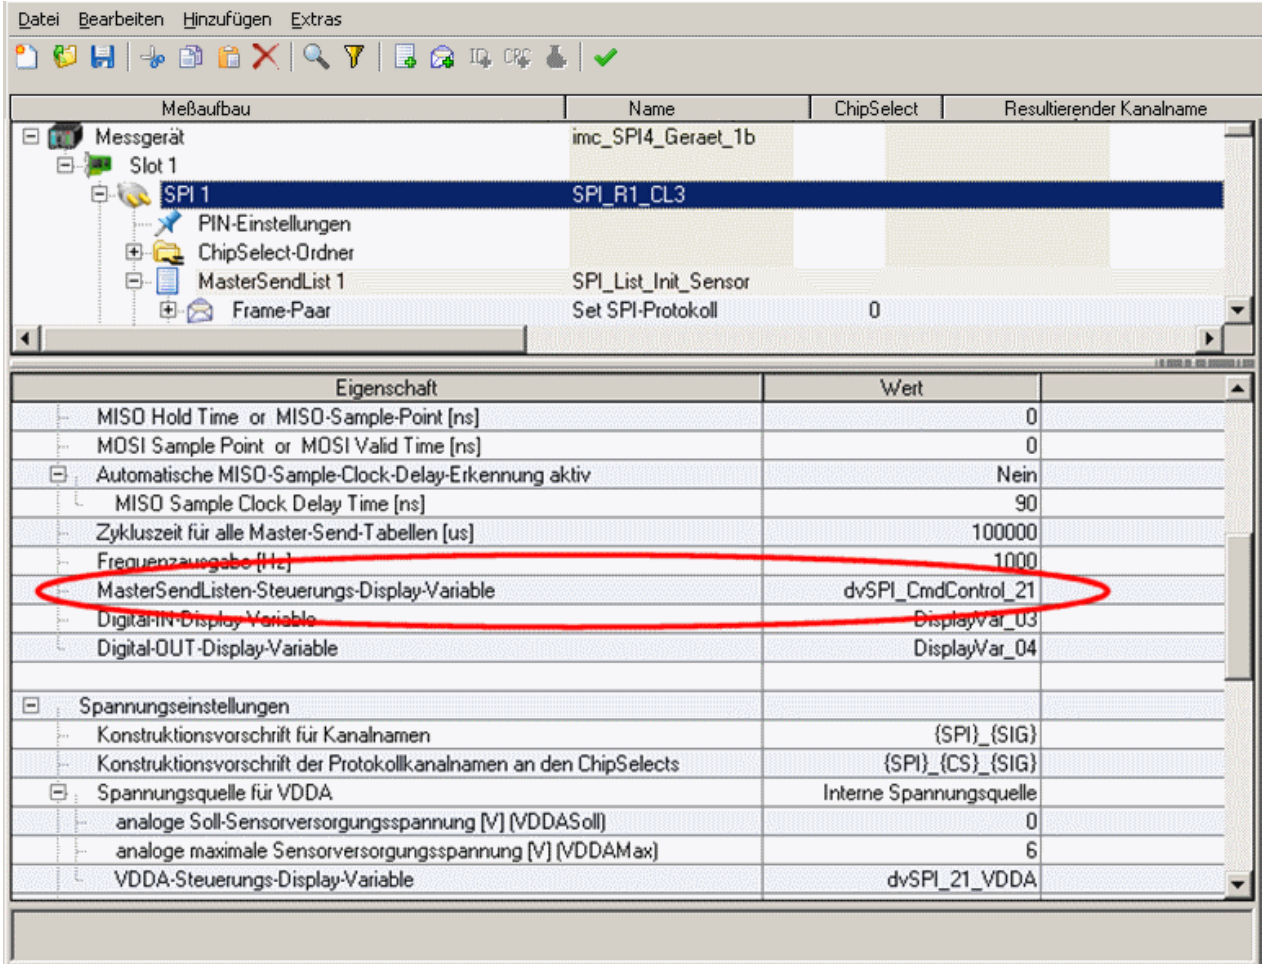 Datei Bearbeiten Hinzufügen Extras
Meßaufbau Name ChipSelect Resultierender Kanalname
Messgerät imc_SPI4_Geraet_1b
Slot 1
SPI 1 SPI_R1_CL3
PIN-Einstellungen
ChipSelect-Ordner
MasterSendList 1 SPI_List_Init_Sensor
Frame-Paar Set SPI-Protokoll 0
Eigenschaft Wert
MISO Hold Time or MISO-Sample-Point [ns] 0
MOSI Sample Point or MOSI Valid Time [ns] 0
Automatische MISO-Sample-Clock-Delay-Erkennung aktiv Nein
MISO Sample Clock Delay Time [ns] 90
Zykluszeit für alle Master-Send-Tabellen [us] 100000
Frequenzausgabe [Hz] 1000
MasterSendListen-Steuerungs-Display-Variable dvSPI_CmdControl_21
Digital-IN-Display-Variable DisplayVar_03
Digital-OUT-Display-Variable DisplayVar_04
Spannungseinstellungen
Konstruktionsvorschrift für Kanalnamen {SPI}_{SIG}
Konstruktionsvorschrift der Protokollkanalnamen an den ChipSelects {SPI}_{CS}_{SIG}
Spannungsquelle für VDDA Interne Spannungsquelle
analoge Soll-Sensorversorgungsspannung [V] (VDDASoll) 0
analoge maximale Sensorversorgungsspannung [V] (VDDAMax) 6
VDDA-Steuerungs-Display-Variable dvSPI_21_VDDA